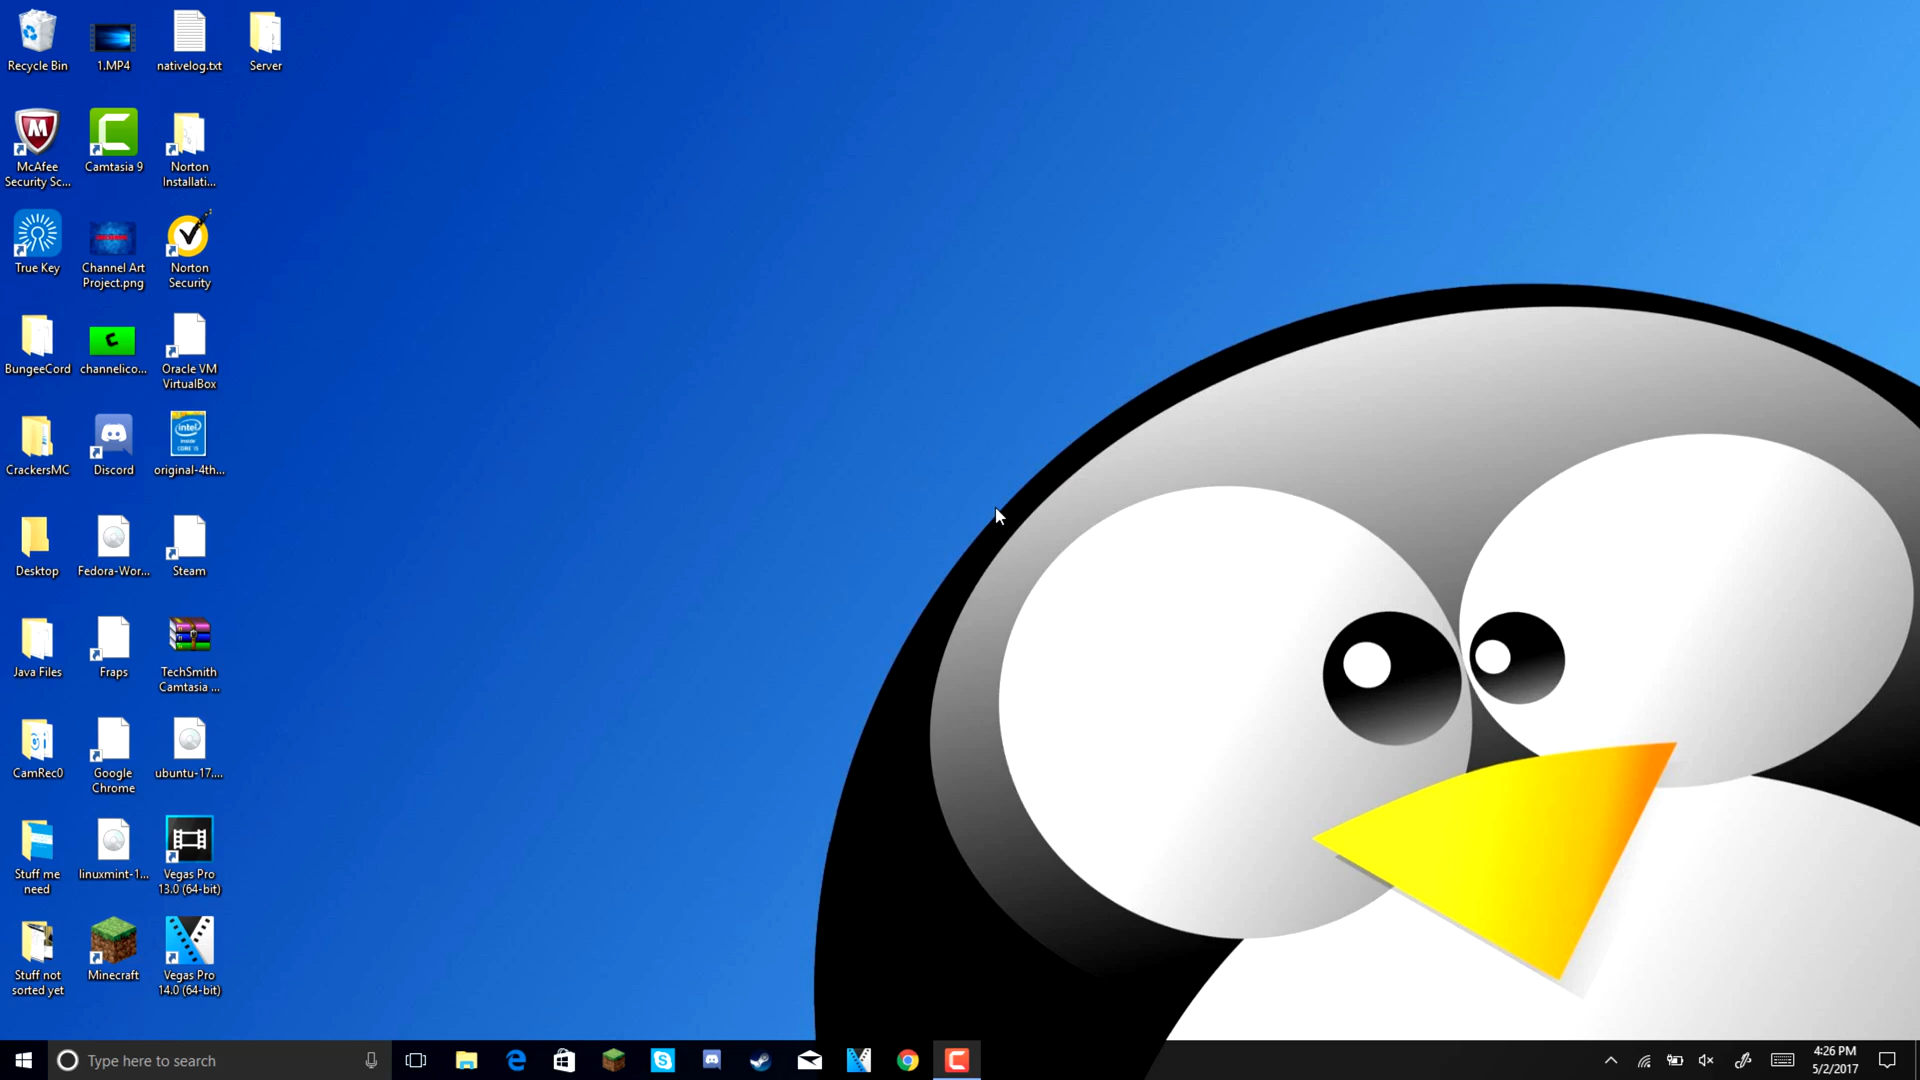 Recycle Bin
1.MP4
nativelog.txt
Server
McAfee
Security Sc...
Camtasia 9
Norton
Installati...
True Key
Channel Art
Project.png
Norton
Security
BungeeCord
channelico...
Oracle VM
VirtualBox
CrackersMC
Discord
intel
inside
CORE i5
original-4th...
Desktop
Fedora-Wor...
Steam
Java Files
Fraps
TechSmith
Camtasia ...
CamRec0
Google
Chrome
ubuntu-17....
Stuff me
need
linuxmint-1...
Vegas Pro
13.0 (64-bit)
Stuff not
sorted yet
Minecraft
Vegas Pro
14.0 (64-bit)
Type here to search
4:26 PM
5/2/2017